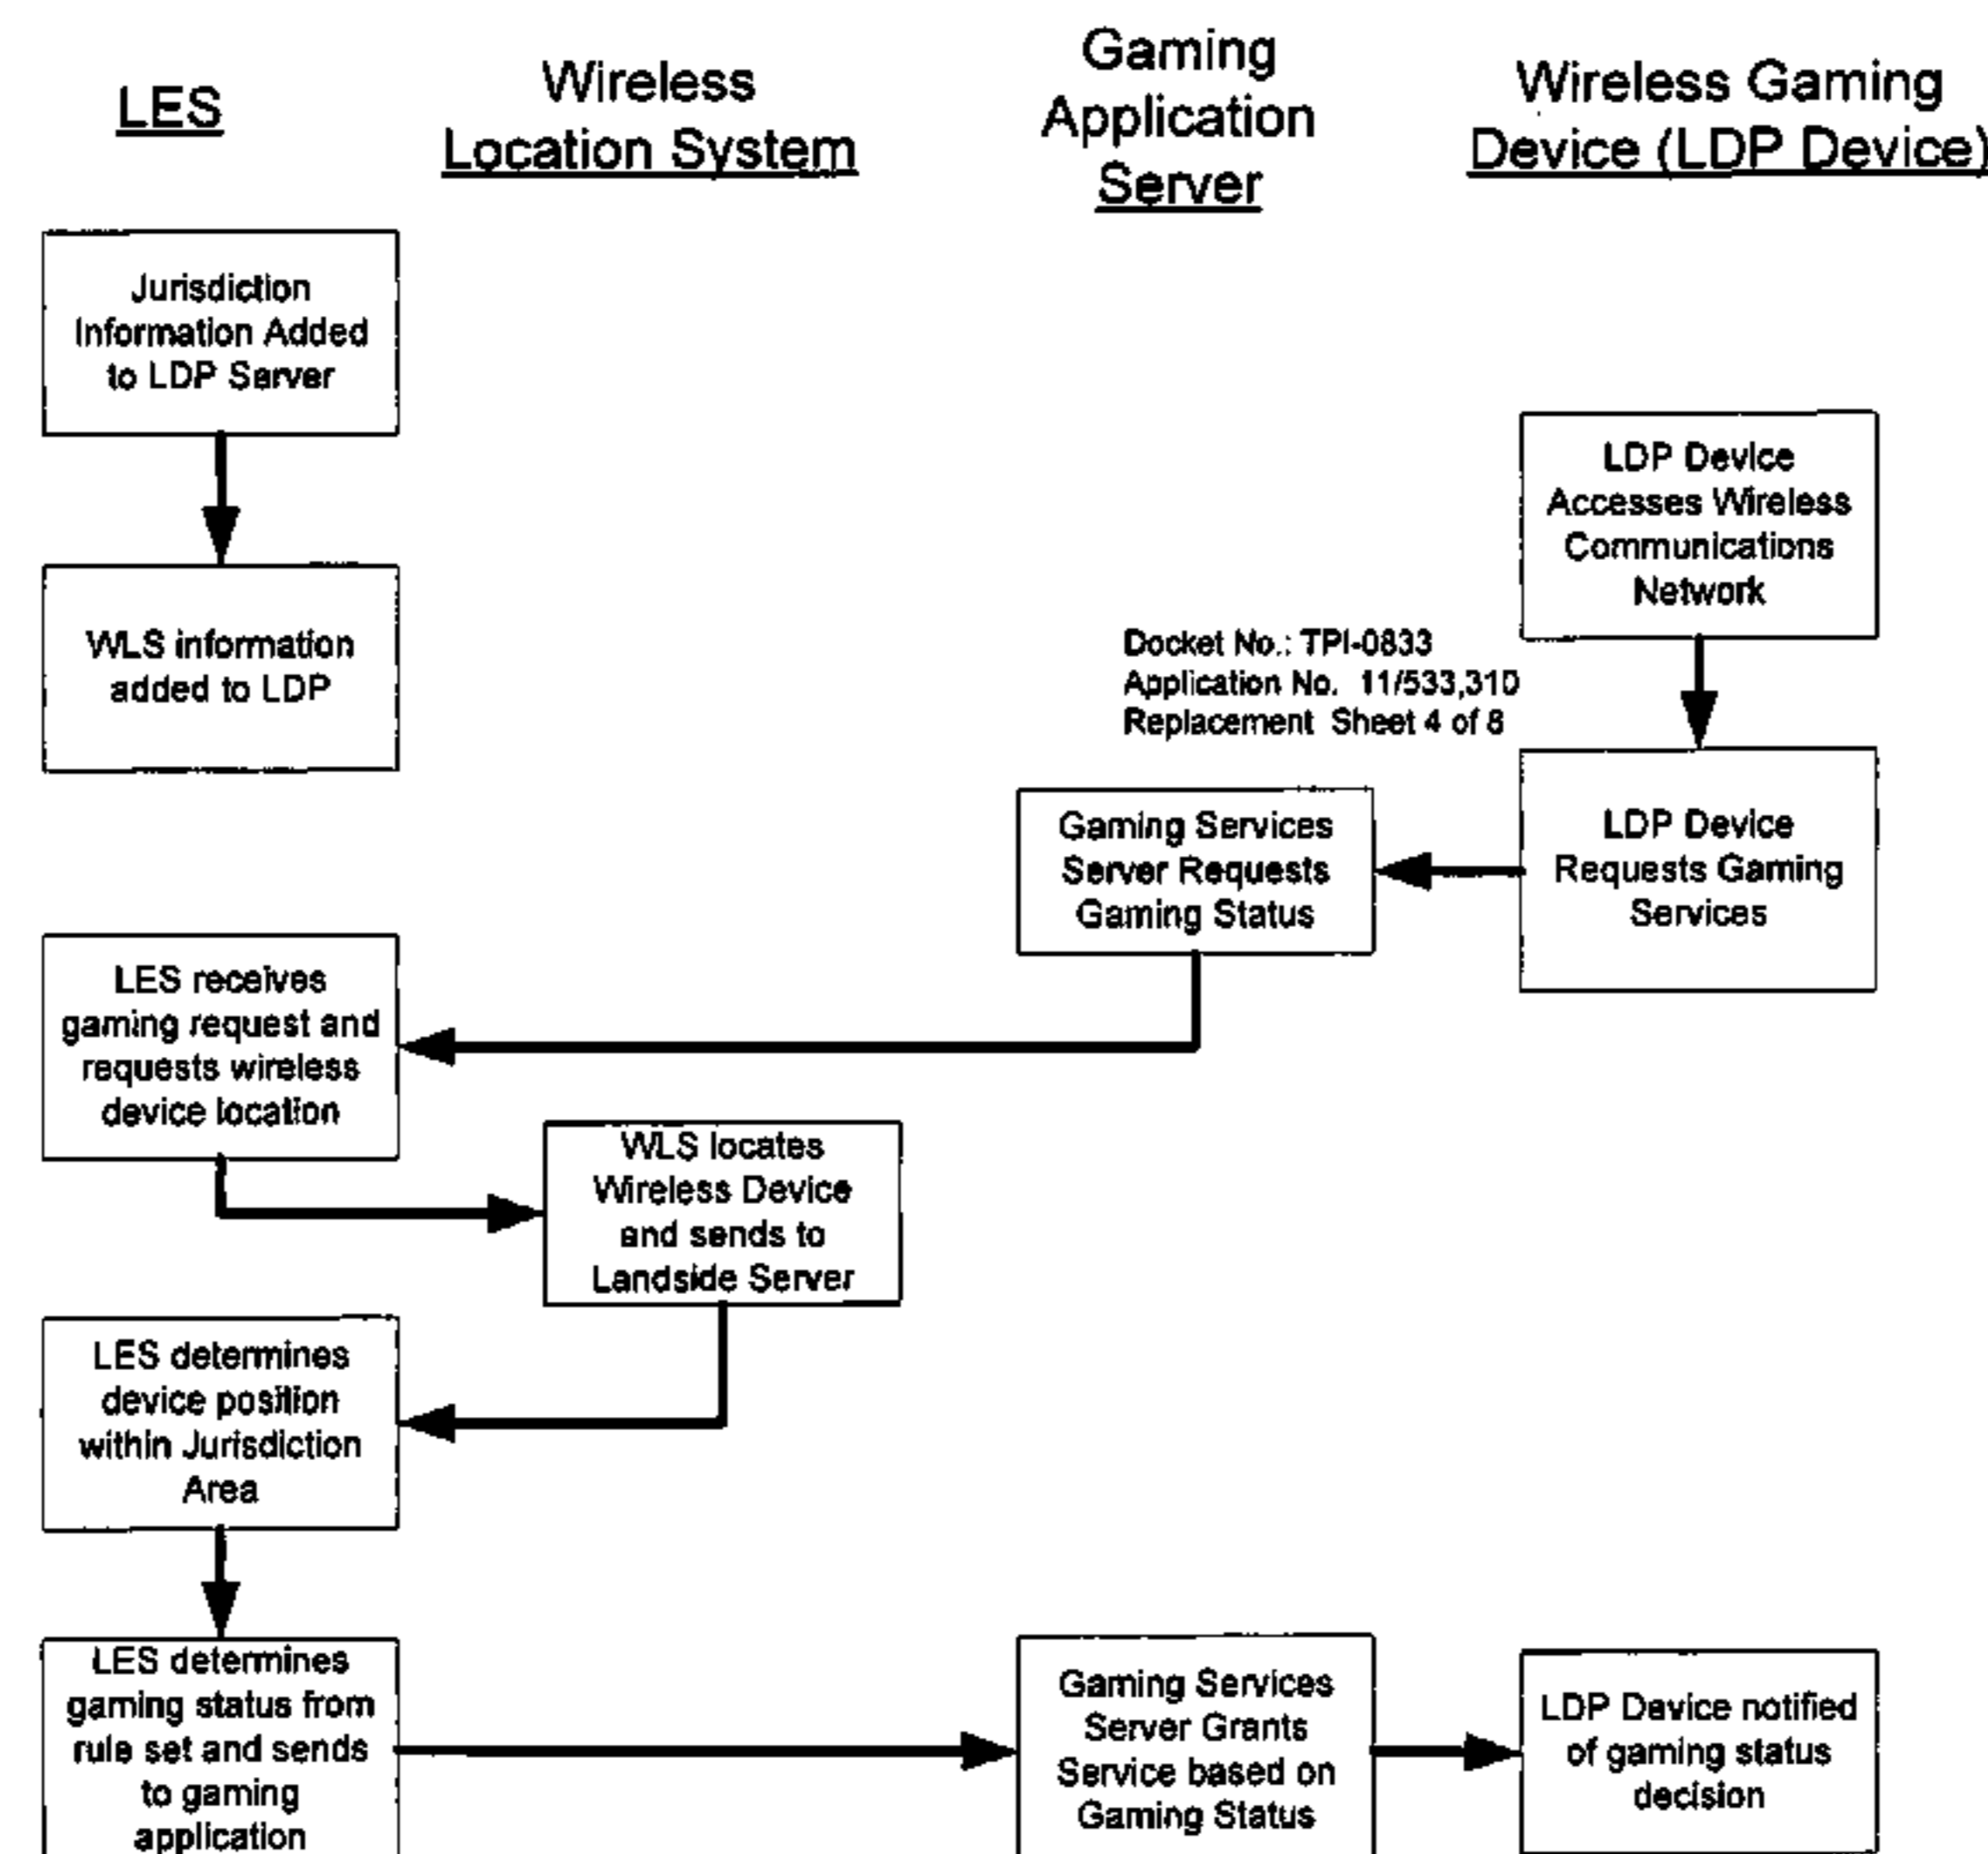 LES
Wireless
Location System
Gaming
Application
Server
Wireless Gaming
Device (LDP Device)
Jurisdiction
Information Added
to LDP Server
LDP Device
Accesses Wireless
Communications
Network
WLS information
added to LDP
Docket No.: TPI-0833
Application No. 11/533,310
Replacement Sheet 4 of 8
Gaming Services
Server Requests
Gaming Status
LDP Device
Requests Gaming
Services
LES receives
gaming request and
requests wireless
device location
WLS locates
Wireless Device
and sends to
Landside Server
LES determines
device position
within Jurisdiction
Area
LES determines
gaming status from
rule set and sends
to gaming
application
Gaming Services
Server Grants
Service based on
Gaming Status
LDP Device notified
of gaming status
decision